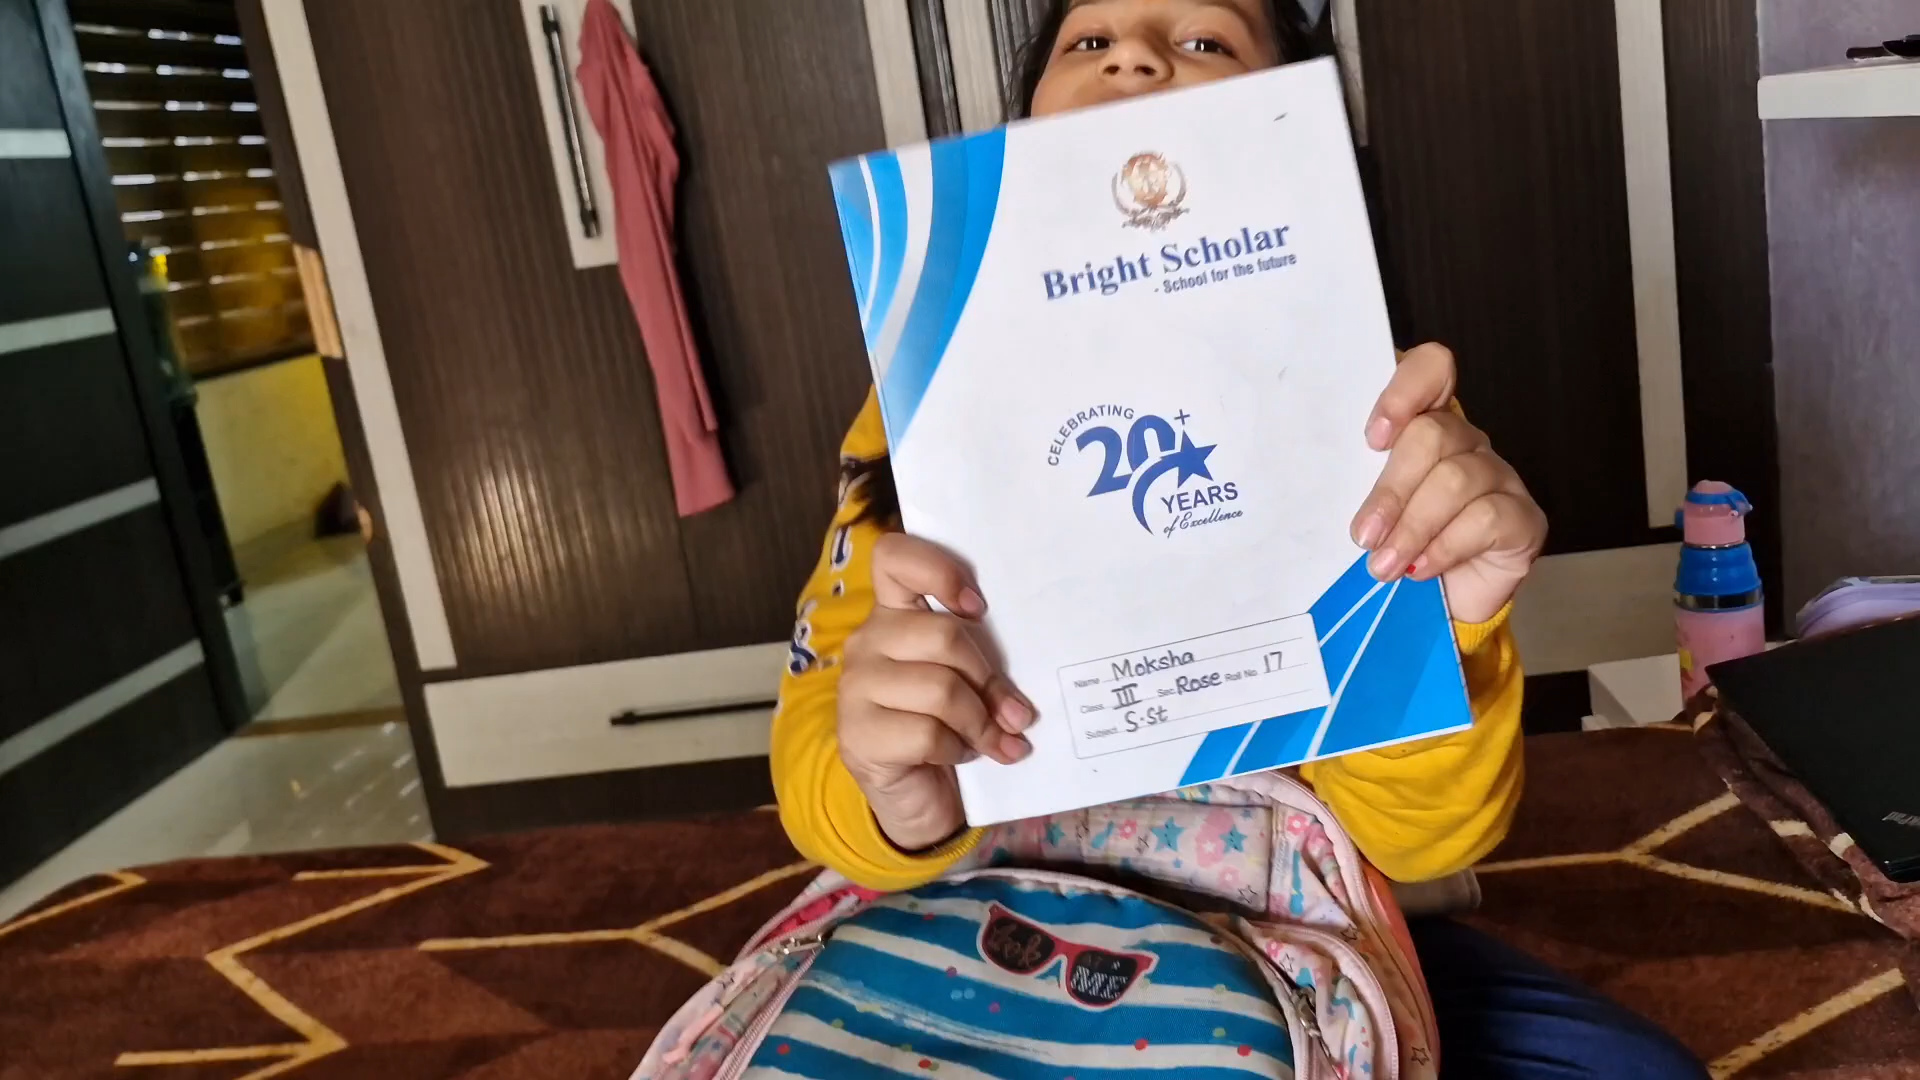 Bright Scholar
- School for the future
CELEBRATING
20+
YEARS
of Excellence
Name Moksha
Class III Sec Rose Roll No 17
Subject S.St